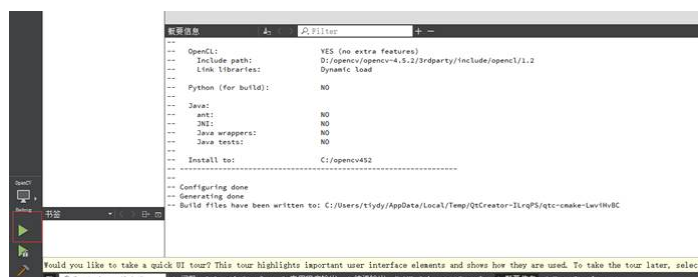 概要信息 Filter
--
-- OpenCL: YES (no extra features)
-- Include path: D:/opencv/opencv-4.5.2/3rdparty/include/opencl/1.2
-- Link libraries: Dynamic load
--
-- Python (for build): NO
--
-- Java:
-- ant: NO
-- JNI: NO
-- Java wrappers: NO
-- Java tests: NO
--
-- Install to: C:/opencv452
-- -----------------------------------------------------------------
--
-- Configuring done
-- Generating done
-- Build files have been written to: C:/Users/tiydy/AppData/Local/Temp/QtCreator-ILrqPS/qtc-cmake-LwviHvBC
OpenCV
书签
Would you like to take a quick UI tour? This tour highlights important user interface elements and shows how they are used. To take the tour later, selec